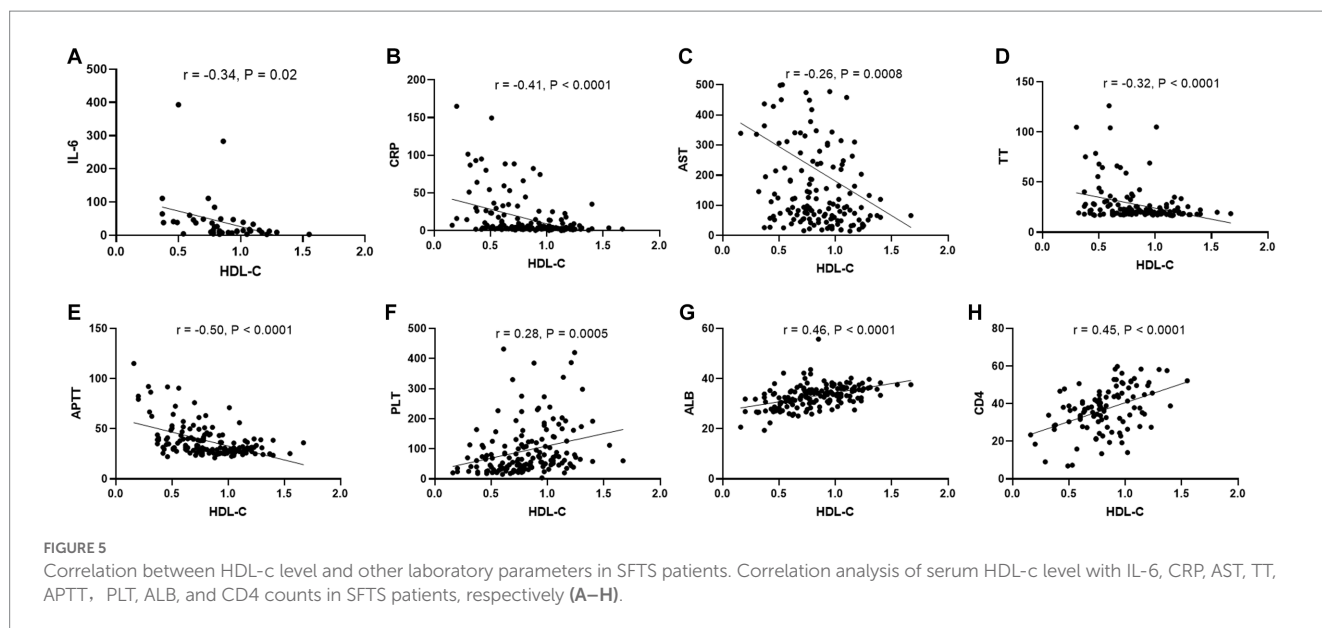 A
r = -0.34, P = 0.02
500
400
300
200
100
0
IL-6
0.0 0.5 1.0 1.5 2.0
HDL-C
B
r = -0.41, P < 0.0001
200
150
100
50
0
CRP
0.0 0.5 1.0 1.5 2.0
HDL-C
C
r = -0.26, P = 0.0008
500
400
300
200
100
0
AST
0.0 0.5 1.0 1.5 2.0
HDL-C
D
r = -0.32, P < 0.0001
150
100
50
0
TT
0.0 0.5 1.0 1.5 2.0
HDL-C
E
r = -0.50, P < 0.0001
150
100
50
0
APTT
0.0 0.5 1.0 1.5 2.0
HDL-C
F
r = 0.28, P = 0.0005
500
400
300
200
100
0
PLT
0.0 0.5 1.0 1.5 2.0
HDL-C
G
r = 0.46, P < 0.0001
60
40
20
0
ALB
0.0 0.5 1.0 1.5 2.0
HDL-C
H
r = 0.45, P < 0.0001
80
60
40
20
0
CD4
0.0 0.5 1.0 1.5 2.0
HDL-C
FIGURE 5
Correlation between HDL-c level and other laboratory parameters in SFTS patients. Correlation analysis of serum HDL-c level with IL-6, CRP, AST, TT,
APTT，PLT, ALB, and CD4 counts in SFTS patients, respectively (A–H).